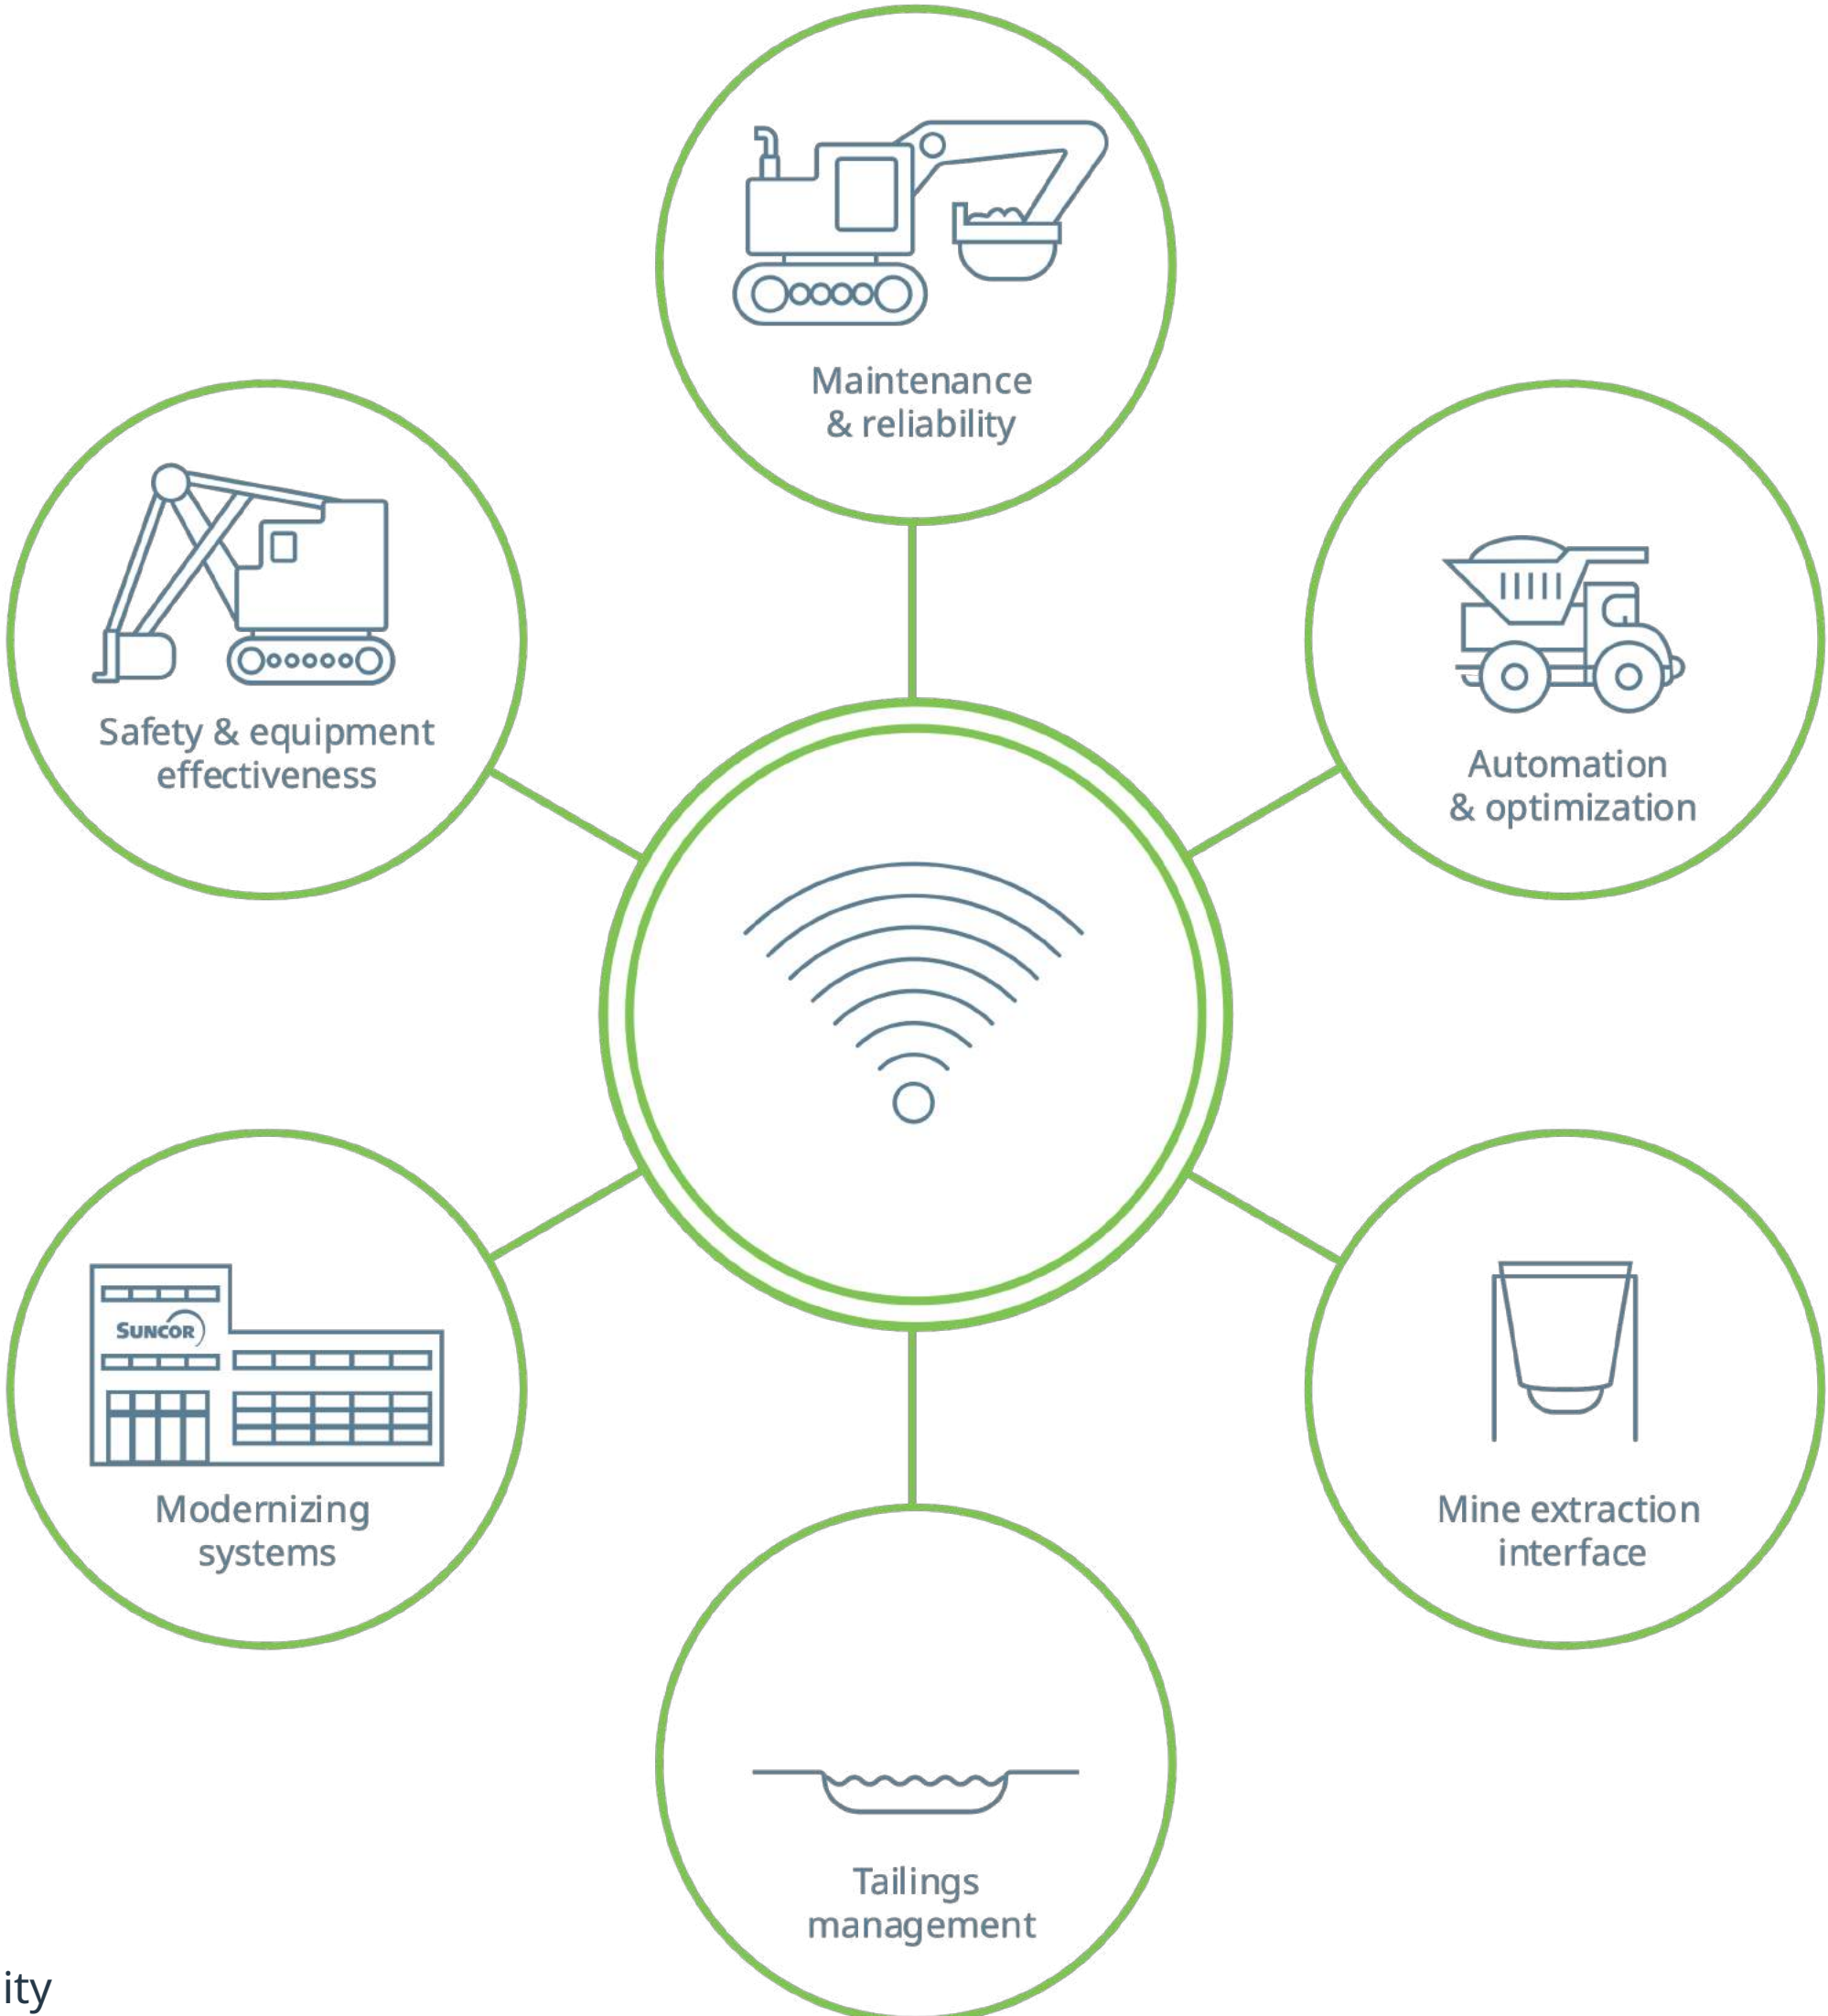 Maintenance
& reliability
Safety & equipment
effectiveness
Automation
& optimization
SUNCOR
Modernizing
systems
Mine extraction
interface
Tailings
management
ity